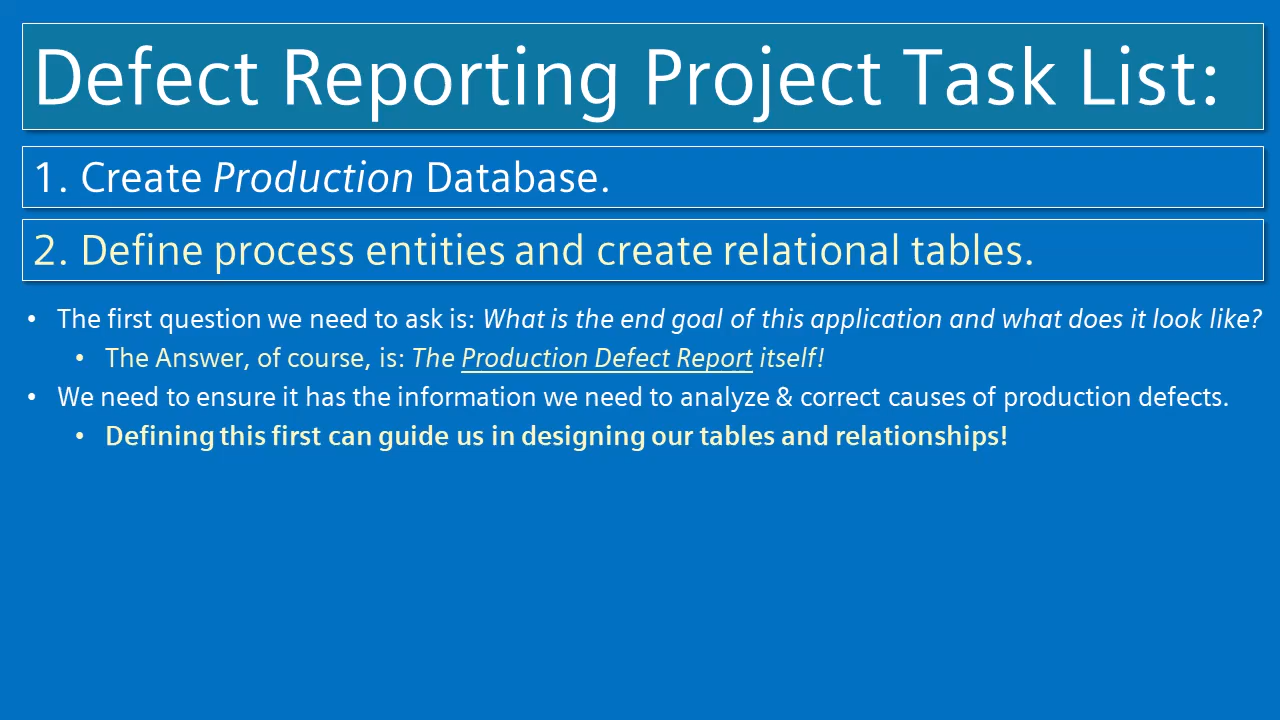 Defect Reporting Project Task List:
1. Create Production Database.
2. Define process entities and create relational tables.
• The first question we need to ask is: What is the end goal of this application and what does it look like?
• The Answer, of course, is: The Production Defect Report itself!
• We need to ensure it has the information we need to analyze & correct causes of production defects.
• Defining this first can guide us in designing our tables and relationships!